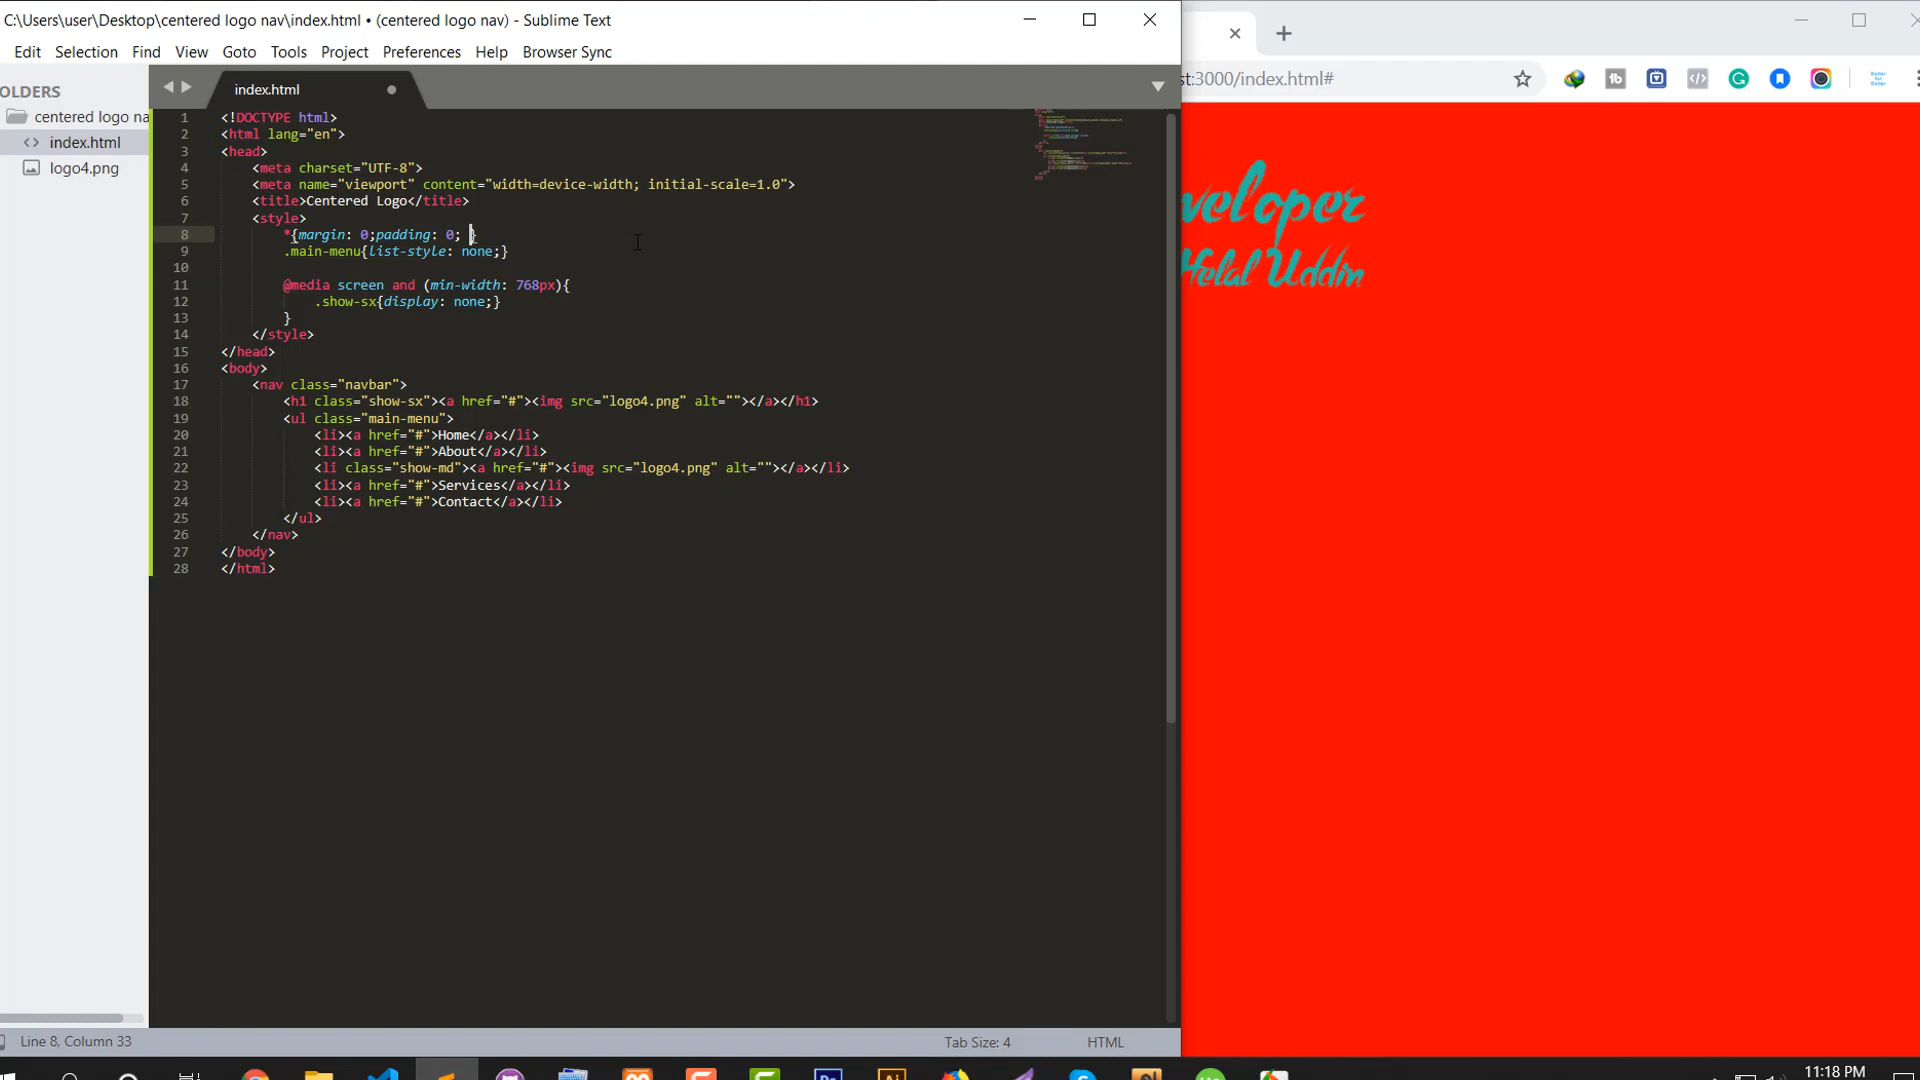 C:\Users\user\Desktop\centered logo nav\index.html • (centered logo nav) - Sublime Text
Edit Selection Find View Goto Tools Project Preferences Help Browser Sync
OLDERS
centered logo na
<> index.html
logo4.png
index.html
1 <!DOCTYPE html>
2 <html lang="en">
3 <head>
4 <meta charset="UTF-8">
5 <meta name="viewport" content="width=device-width; initial-scale=1.0">
6 <title>Centered Logo</title>
7 <style>
8 *{margin: 0;padding: 0; }
9 .main-menu{list-style: none;}
10
11 @media screen and (min-width: 768px){
12 .show-sx{display: none;}
13 }
14 </style>
15 </head>
16 <body>
17 <nav class="navbar">
18 <h1 class="show-sx"><a href="#"><img src="logo4.png" alt=""></a></h1>
19 <ul class="main-menu">
20 <li><a href="#">Home</a></li>
21 <li><a href="#">About</a></li>
22 <li class="show-md"><a href="#"><img src="logo4.png" alt=""></a></li>
23 <li><a href="#">Services</a></li>
24 <li><a href="#">Contact</a></li>
25 </ul>
26 </nav>
27 </body>
28 </html>
st:3000/index.html#
veloper
Helal Uddin
Line 8, Column 33
Tab Size: 4
HTML
11:18 PM